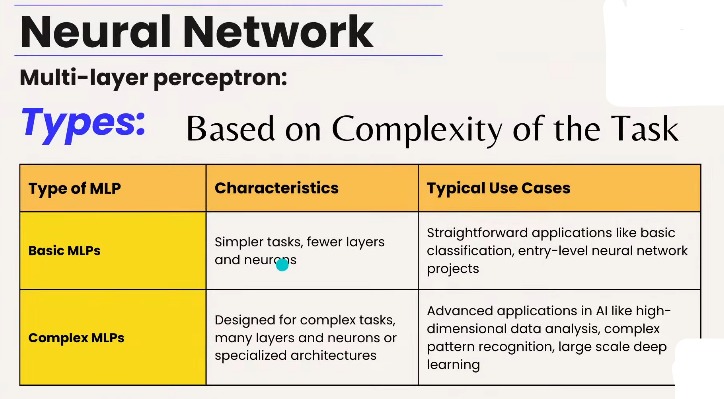 Neural Network
Multi-layer perceptron:
Types: Based on Complexity of the Task
Type of MLP
Characteristics
Typical Use Cases
Basic MLPs
Simpler tasks, fewer layers
and neurons
Straightforward applications like basic
classification, entry-level neural network
projects
Complex MLPs
Designed for complex tasks,
many layers and neurons or
specialized architectures
Advanced applications in AI like high-
dimensional data analysis, complex
pattern recognition, large scale deep
learning